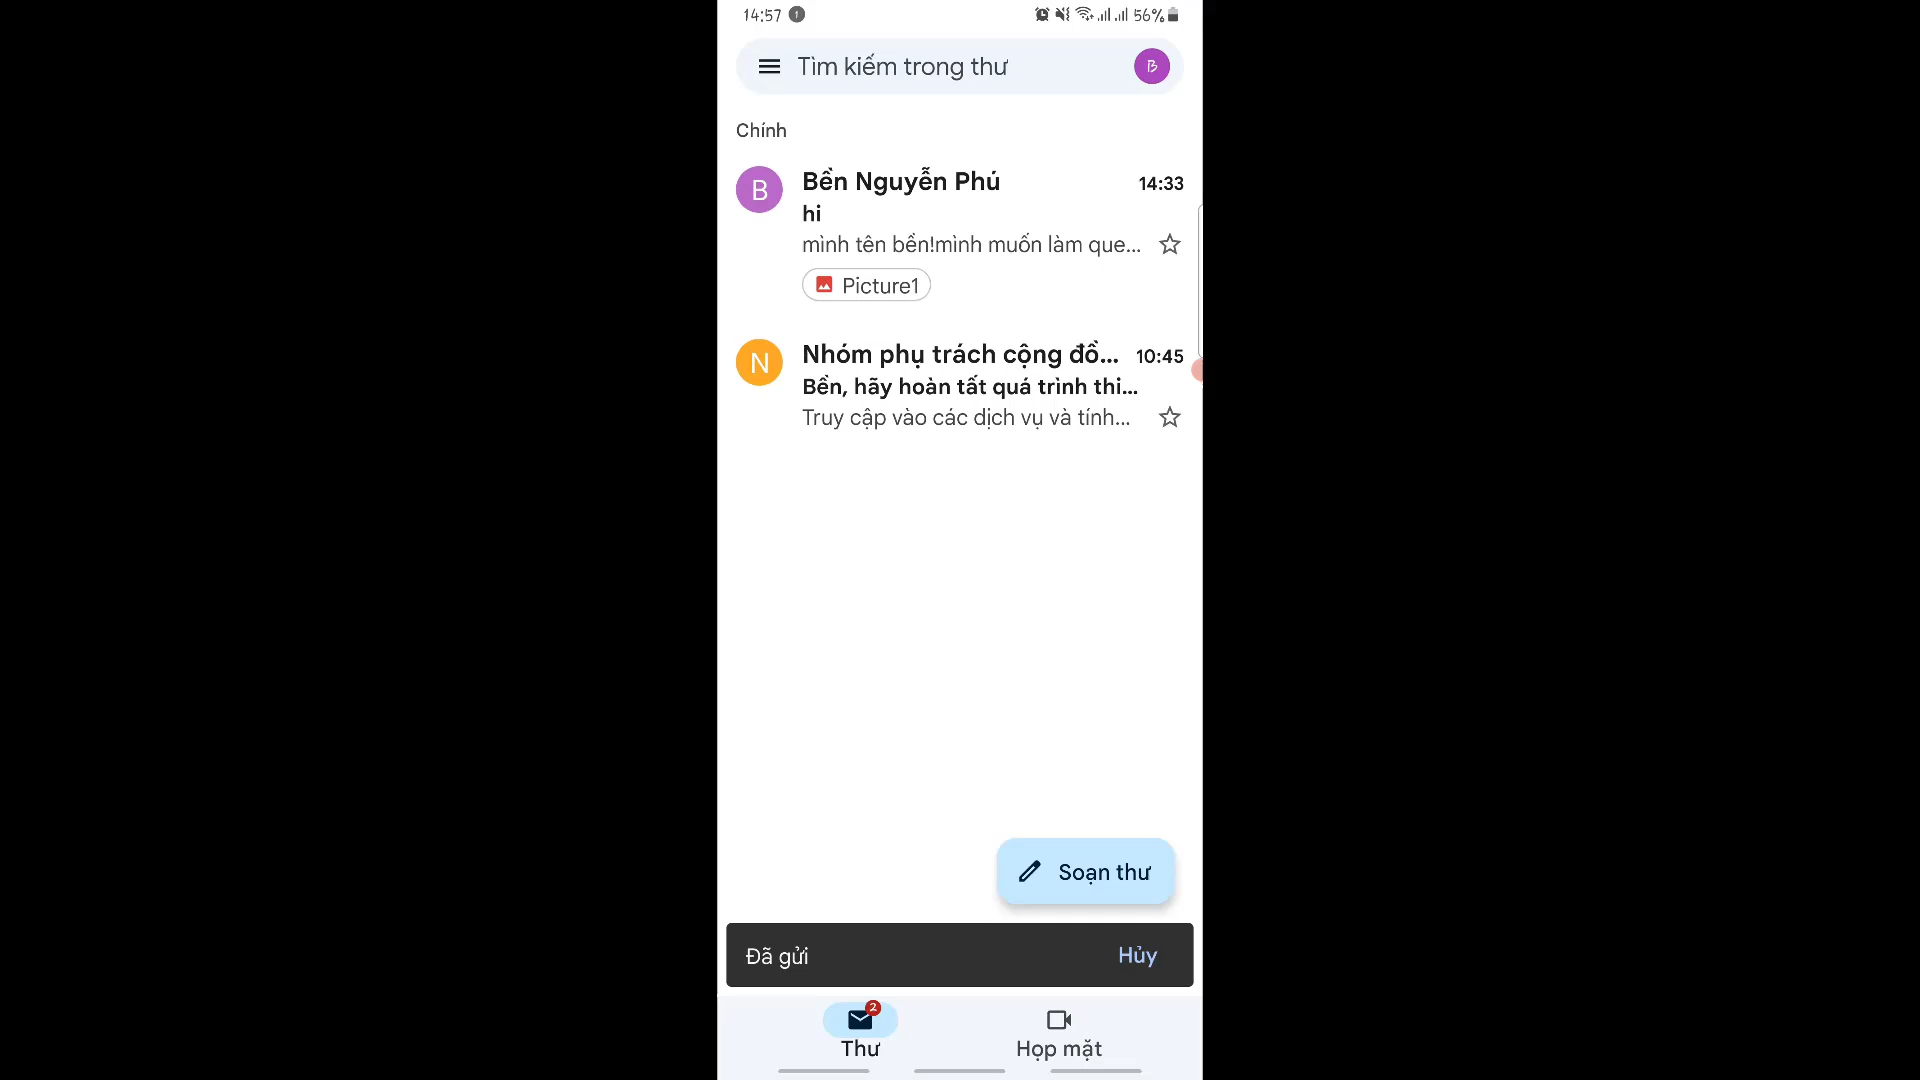 14:57 1 56%
Tìm kiếm trong thư B
Chính
B Bền Nguyễn Phú 14:33
hi
mình tên bền!mình muốn làm que...
Picture1
N Nhóm phụ trách cộng đồ... 10:45
Bền, hãy hoàn tất quá trình thi...
Truy cập vào các dịch vụ và tính...
Soạn thư
Đã gửi Hủy
2
Thư Họp mặt